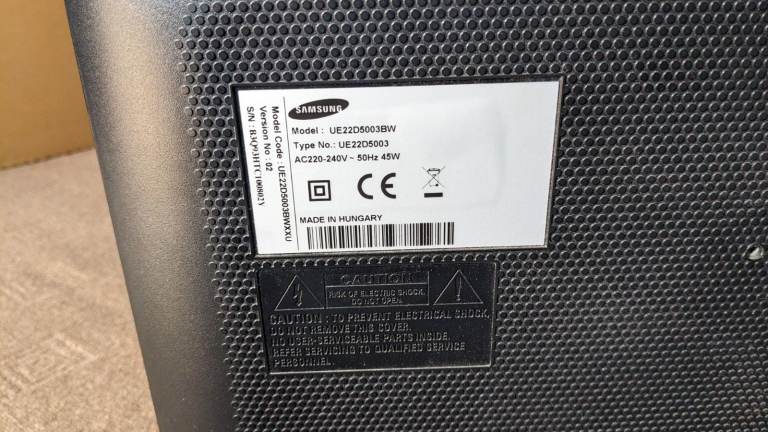 SAMSUNG
Model : UE22D5003BW
Type No.: UE22D5003
AC220-240V ~ 50Hz 45W
CE
MADE IN HUNGARY
Model Code : UE22D5003BWXXU
Version No : 02
S/N :
CAUTION
RISK OF ELECTRIC SHOCK.
DO NOT OPEN.
CAUTION : TO PREVENT ELECTRICAL SHOCK,
DO NOT REMOVE THIS COVER.
NO USER-SERVICEABLE PARTS INSIDE.
REFER SERVICING TO QUALIFIED SERVICE
PERSONNEL.